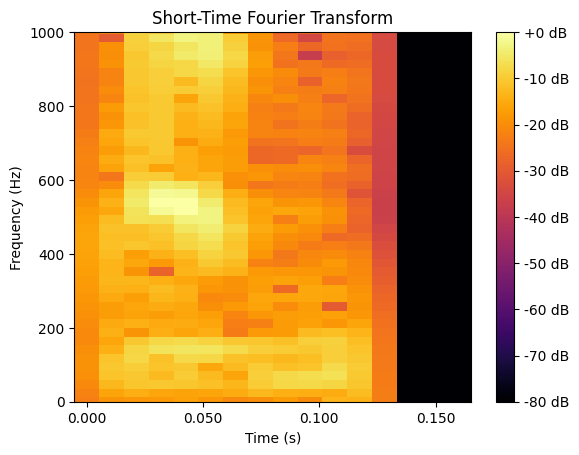 Short-Time Fourier Transform
1000
800
600
400
200
0
Frequency (Hz)
0.000
0.050
0.100
0.150
Time (s)
+0 dB
-10 dB
-20 dB
-30 dB
-40 dB
-50 dB
-60 dB
-70 dB
-80 dB